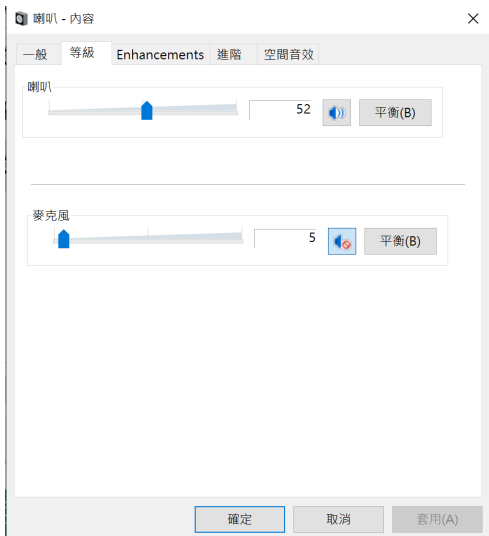 喇叭 - 內容
一般 等級 Enhancements 進階 空間音效
喇叭
52 平衡(B)
麥克風
5 平衡(B)
確定 取消 套用(A)